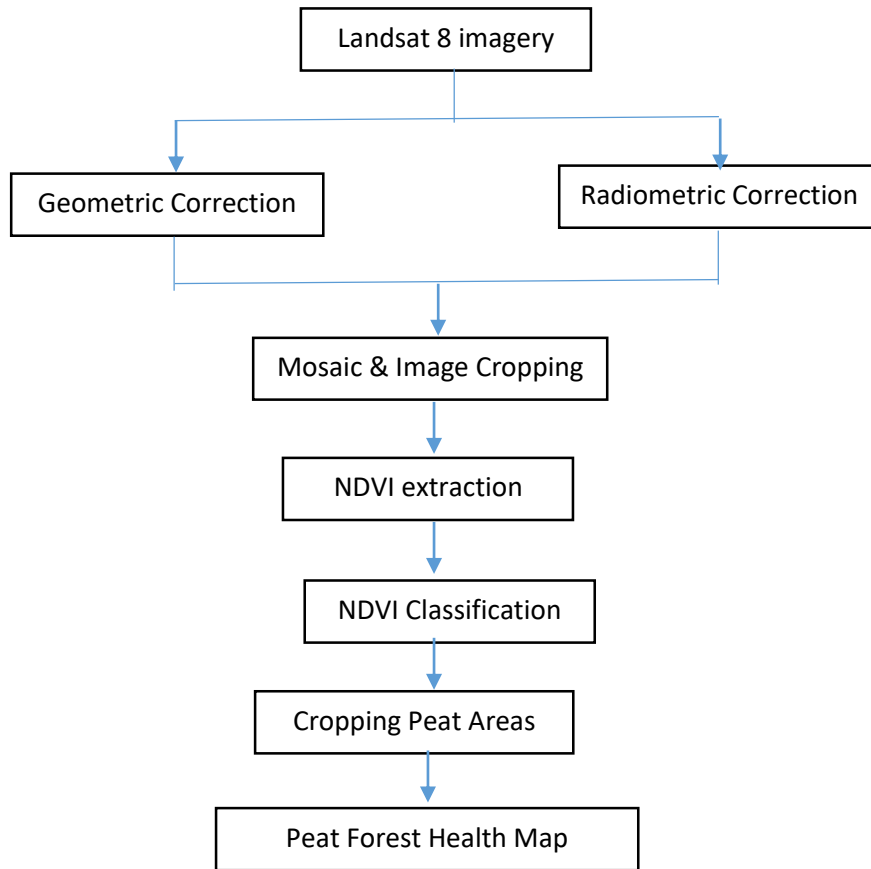 Landsat 8 imagery
Geometric Correction
Radiometric Correction
Mosaic & Image Cropping
NDVI extraction
NDVI Classification
Cropping Peat Areas
Peat Forest Health Map